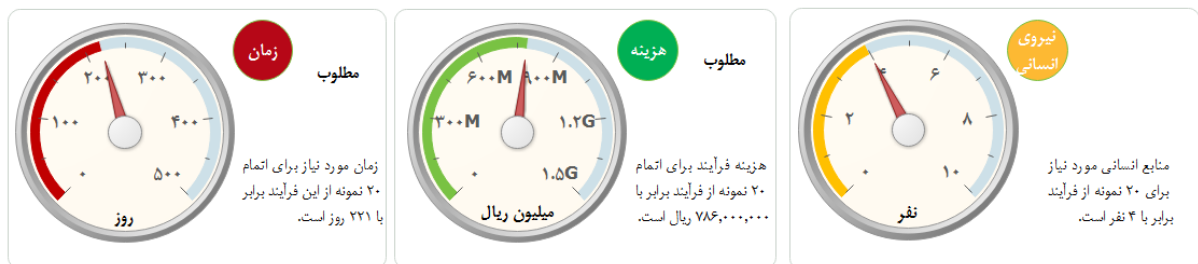 نیروی
انسانی
۰
۲
۴
۶
۸
۱۰
نفر
منابع انسانی مورد نیاز
برای ۲۰ نمونه از فرآیند
برابر با ۴ نفر است.
هزینه
مطلوب
۰
۳۰۰M
۶۰۰M
۹۰۰M
۱.۲G
۱.۵G
میلیون ریال
هزینه فرآیند برای اتمام
۲۰ نمونه از فرآیند برابر با
۷۸۶,۰۰۰,۰۰۰ ریال است.
زمان
مطلوب
۰
۱۰۰
۲۰۰
۳۰۰
۴۰۰
۵۰۰
روز
زمان مورد نیاز برای اتمام
۲۰ نمونه از این فرآیند برابر
با ۲۲۱ روز است.